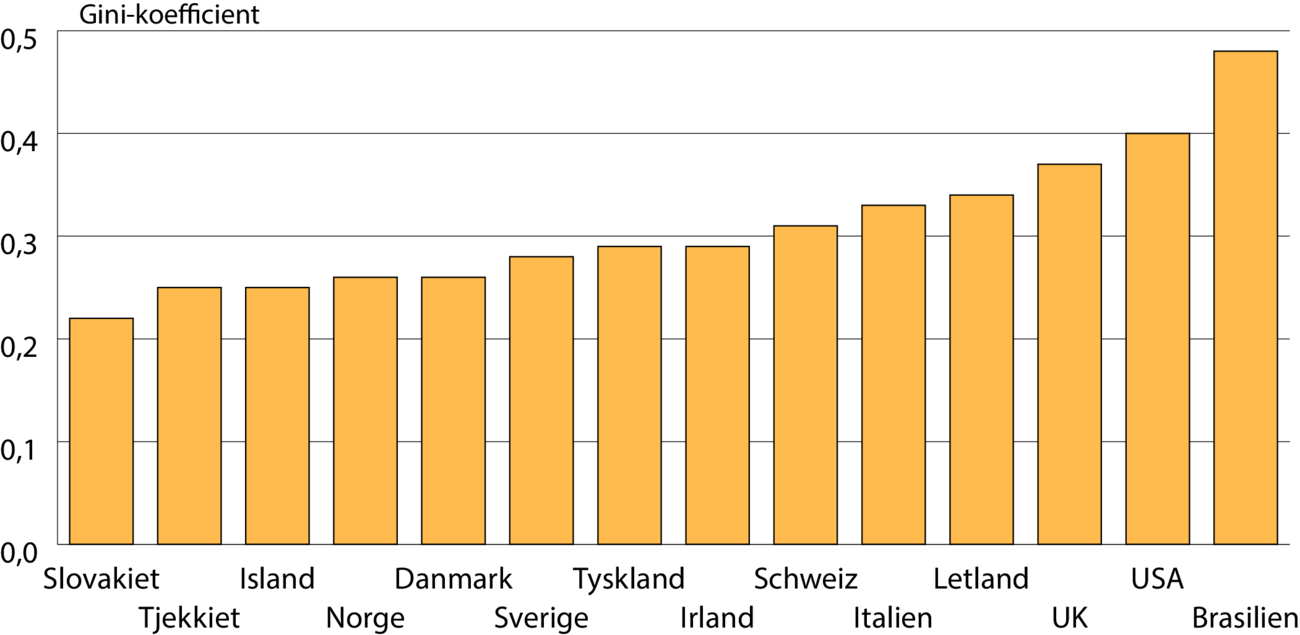 Gini-koefficient
0,5
0,4
0,3
0,2
0,1
0,0
Slovakiet Island Danmark Tyskland Schweiz Letland USA
Tjekkiet Norge Sverige Irland Italien UK Brasilien